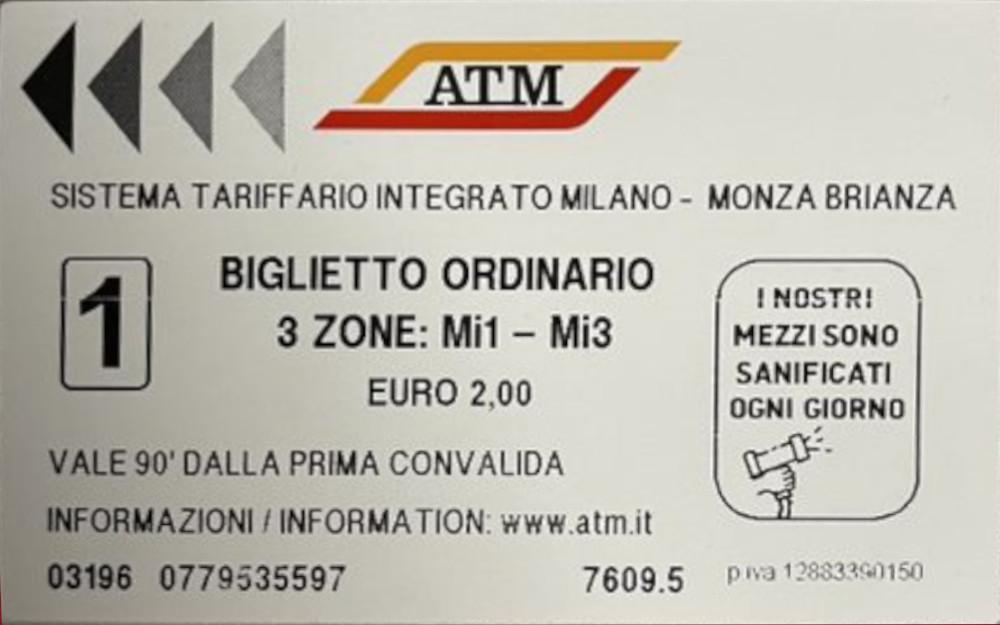 ATM
SISTEMA TARIFFARIO INTEGRATO MILANO - MONZA BRIANZA
1
BIGLIETTO ORDINARIO
3 ZONE: Mi1 – Mi3
EURO 2,00
I NOSTRI
MEZZI SONO
SANIFICATI
OGNI GIORNO
VALE 90' DALLA PRIMA CONVALIDA
INFORMAZIONI / INFORMATION: www.atm.it
03196 0779535597 7609.5 p iva 12883390150